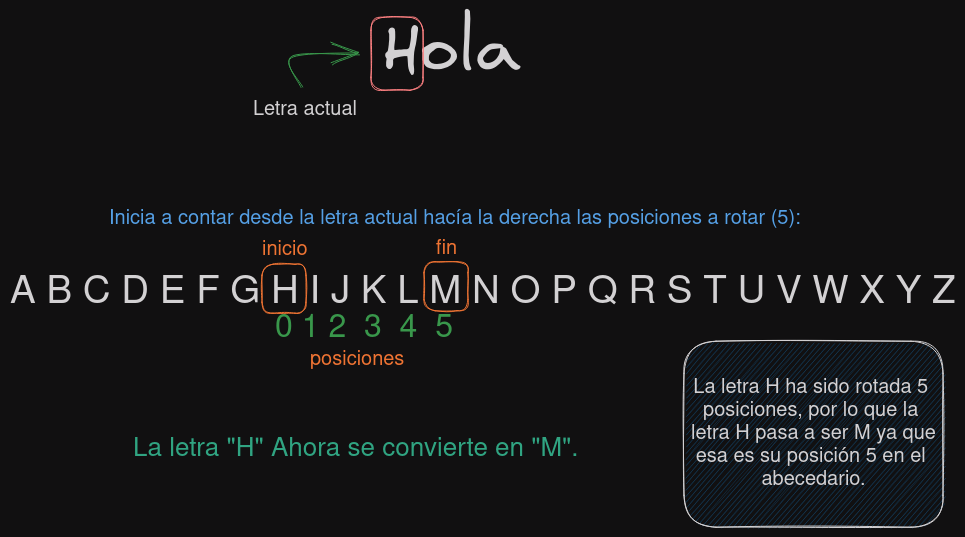 Hola
Letra actual
Inicia a contar desde la letra actual hacía la derecha las posiciones a rotar (5):
inicio fin
A B C D E F G H I J K L M N O P Q R S T U V W X Y Z
0 1 2 3 4 5
posiciones
La letra "H" Ahora se convierte en "M".
La letra H ha sido rotada 5
posiciones, por lo que la
letra H pasa a ser M ya que
esa es su posición 5 en el
abecedario.